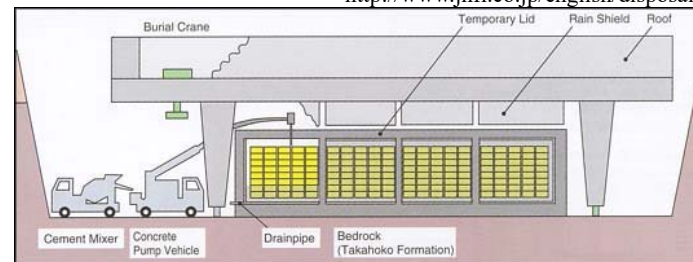 Temporary Lid
Rain Shield
Roof
Burial Crane
Cement Mixer
Concrete
Pump Vehicle
Drainpipe
Bedrock
(Takahoko Formation)